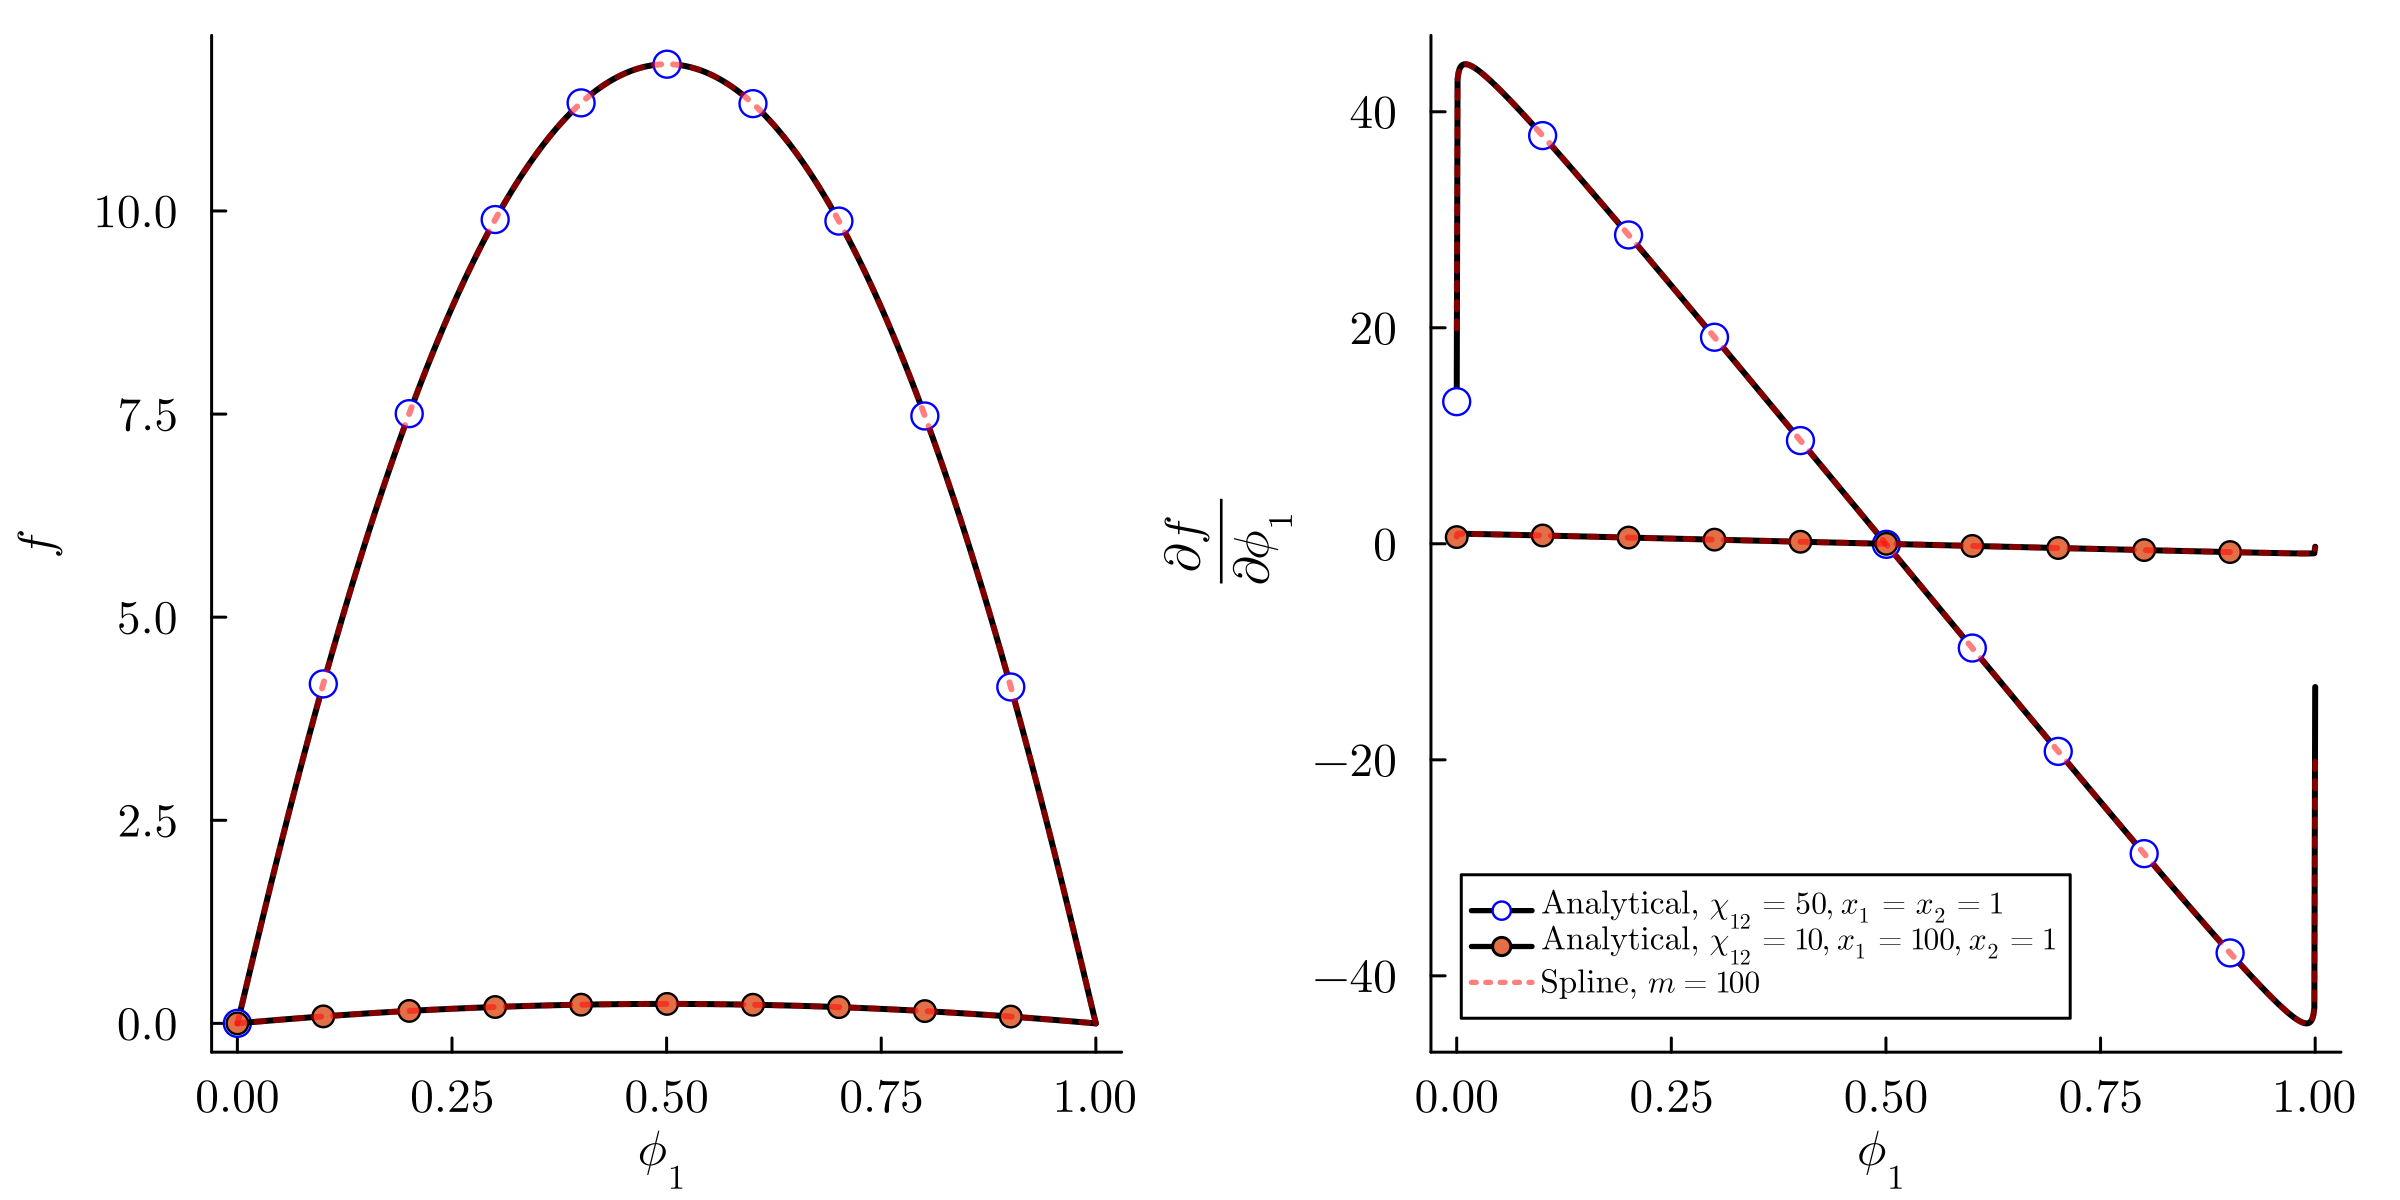 f
10.0
7.5
5.0
2.5
0.0
0.00 0.25 0.50 0.75 1.00
ϕ₁
∂f
∂ϕ₁
40
20
0
−20
−40
Analytical, χ₁₂ = 50, x₁ = x₂ = 1
Analytical, χ₁₂ = 10, x₁ = 100, x₂ = 1
Spline, m = 100
0.00 0.25 0.50 0.75 1.00
ϕ₁